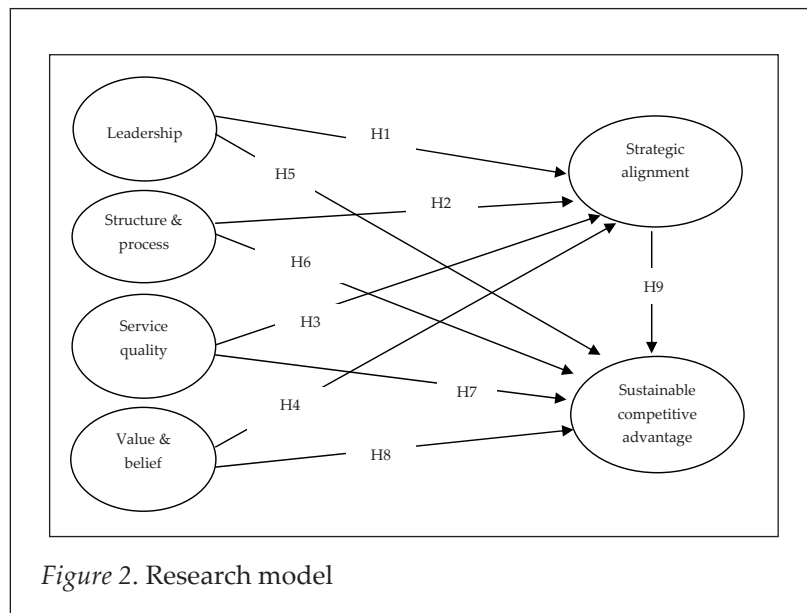 Leadership
H1
Strategic
alignment
H5
Structure &
process
H2
H6
H9
Service
quality
H3
H7
Sustainable
competitive
advantage
Value &
belief
H4
H8
Figure 2. Research model